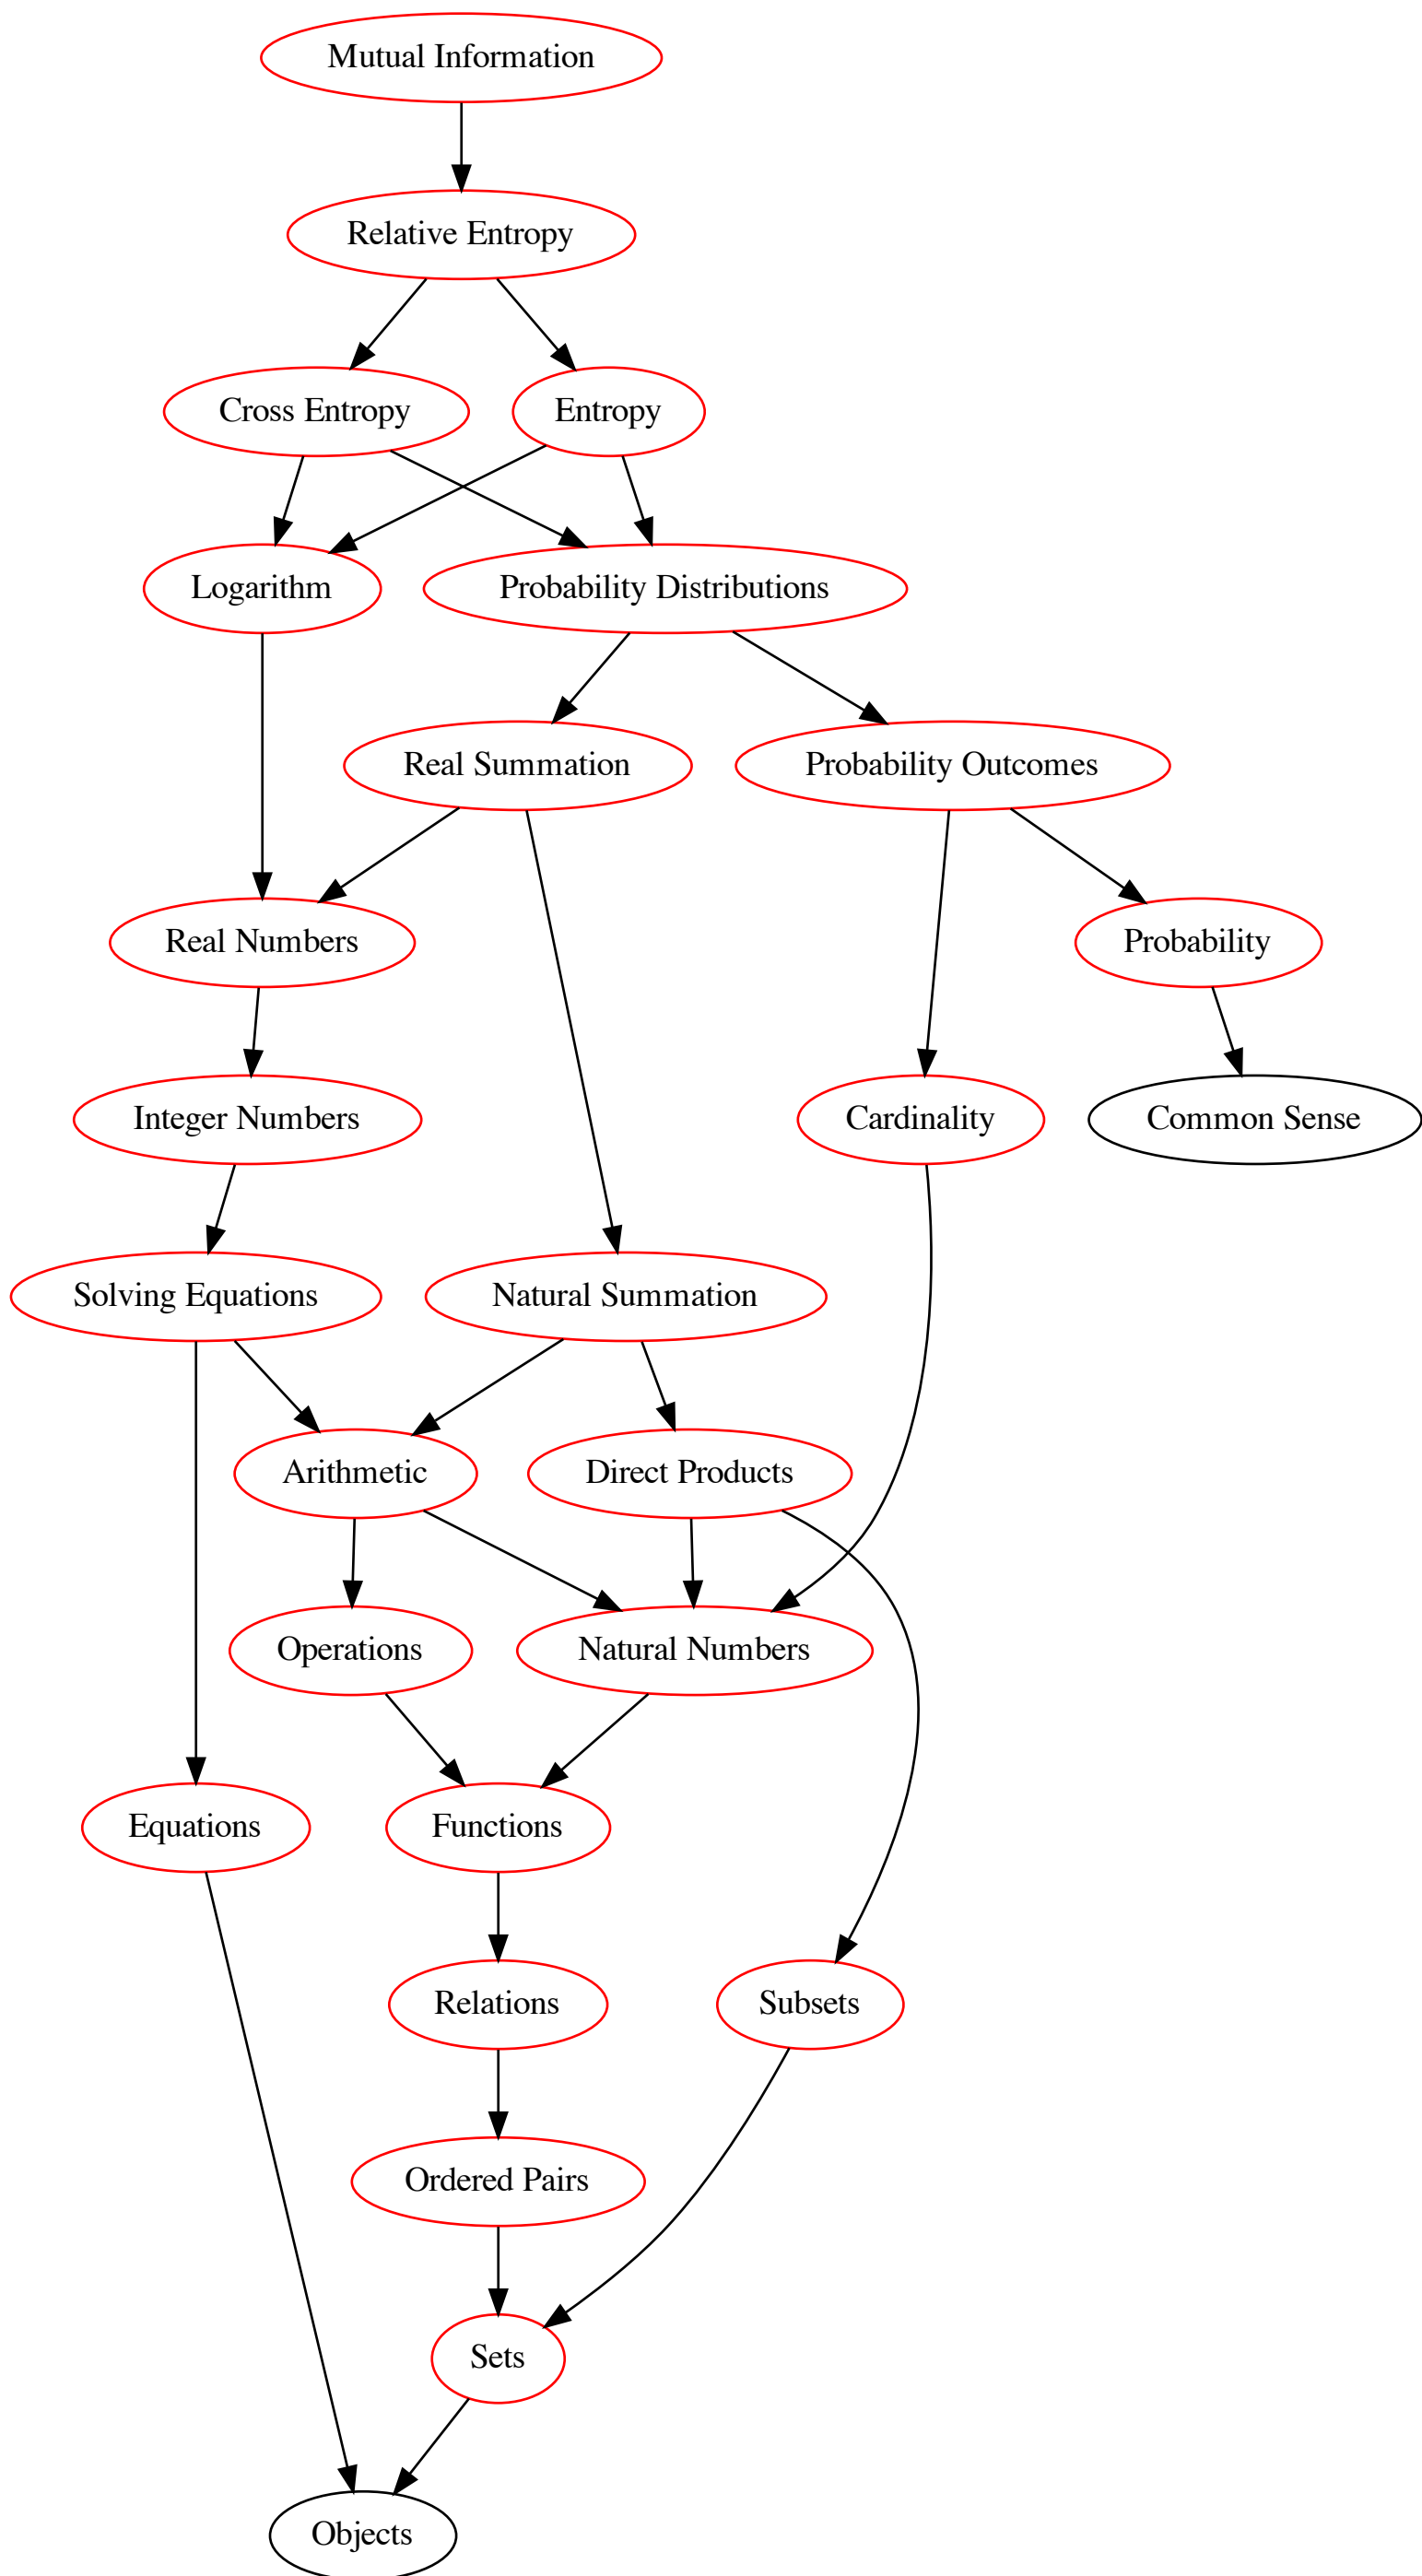 Mutual Information
Relative Entropy
Cross Entropy
Entropy
Logarithm
Probability Distributions
Real Summation
Probability Outcomes
Real Numbers
Probability
Integer Numbers
Cardinality
Common Sense
Solving Equations
Natural Summation
Arithmetic
Direct Products
Operations
Natural Numbers
Equations
Functions
Relations
Subsets
Ordered Pairs
Sets
Objects